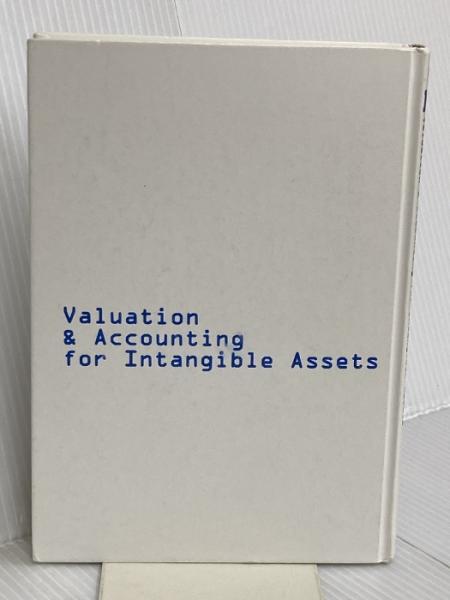 Valuation
& Accounting
for Intangible Assets